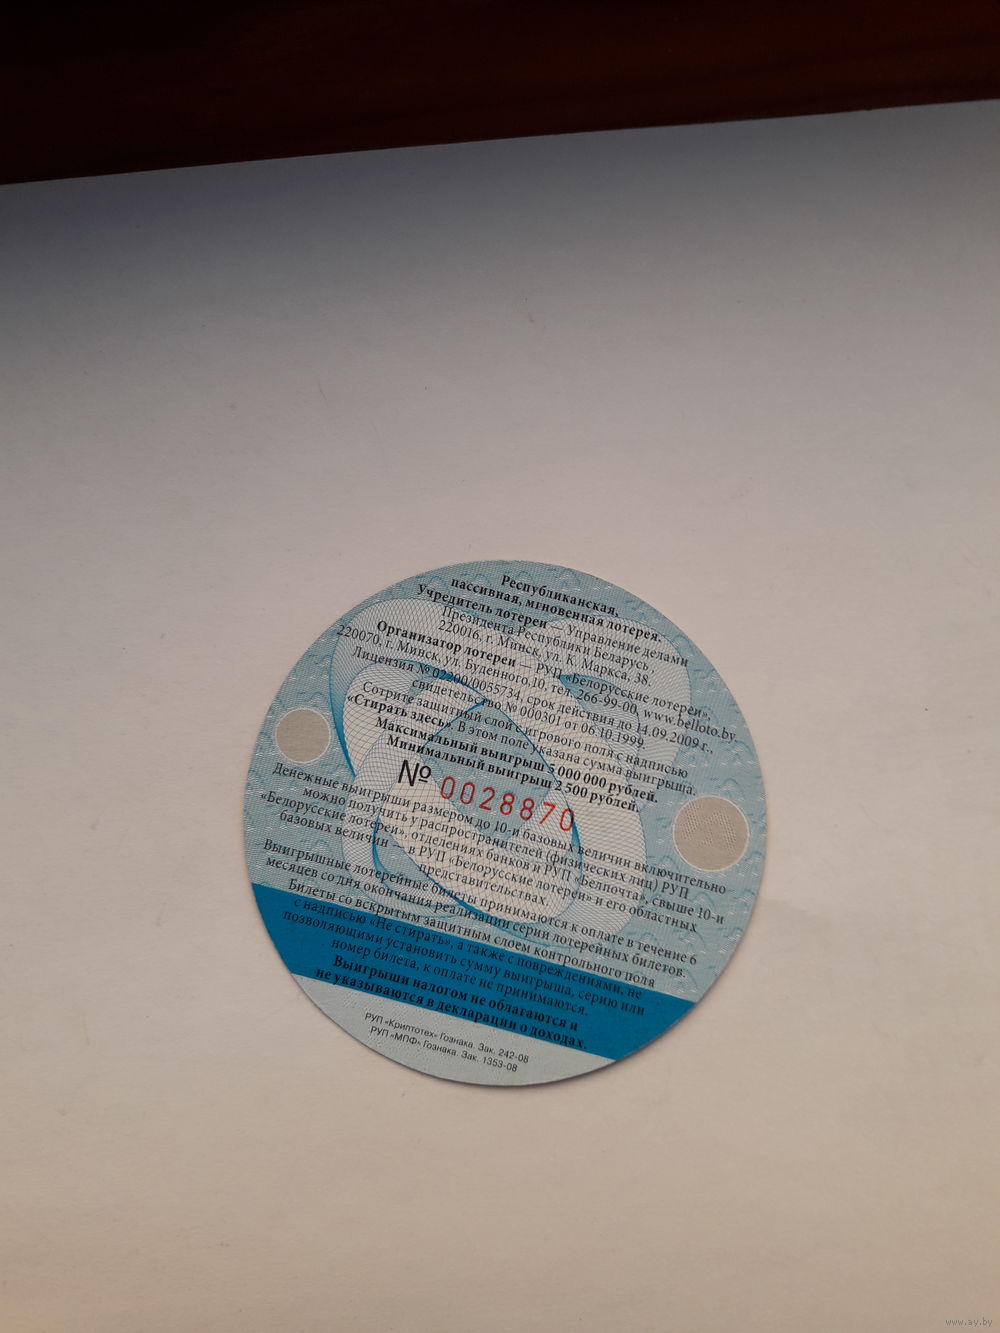 Республиканская,
пассивная, мгновенная лотерея.
Учредитель лотереи — Управление делами
Президента Республики Беларусь
220016, г. Минск, ул. К. Маркса, 38.
Организатор лотереи — РУП «Белорусские лотереи»,
220070, г. Минск, ул. Буденного,10, тел. 266-99-00, www.belloto.by.
Лицензия № 02200/0055734, срок действия до 14.09.2009 г.,
свидетельство № 000301 от 06.10.1999.
Сотрите защитный слой с игрового поля с надписью
«Стирать здесь». В этом поле указана сумма выигрыша.
Максимальный выигрыш 5 000 000 рублей.
Минимальный выигрыш 2 500 рублей.
№ 0028870
Денежные выигрыши размером до 10-и базовых величин включительно
можно получить у распространителей (физических лиц) РУП
«Белорусские лотереи», отделениях банков и РУП «Белпочта», свыше 10-и
базовых величин — в РУП «Белорусские лотереи» и его областных
представительствах.
Выигрышные лотерейные билеты принимаются к оплате в течение 6
месяцев со дня окончания реализации серии лотерейных билетов.
Билеты со вскрытым защитным слоем контрольного поля
с надписью «Не стирать», а также с повреждениями, не
позволяющими установить сумму выигрыша, серию или
номер билета, к оплате не принимаются.
Выигрыши налогом не облагаются и
не указываются в декларации о доходах.
РУП «Криптотех» Гознака. Зак. 242-08
РУП «МПФ» Гознака. Зак. 1353-08
www.ay.by